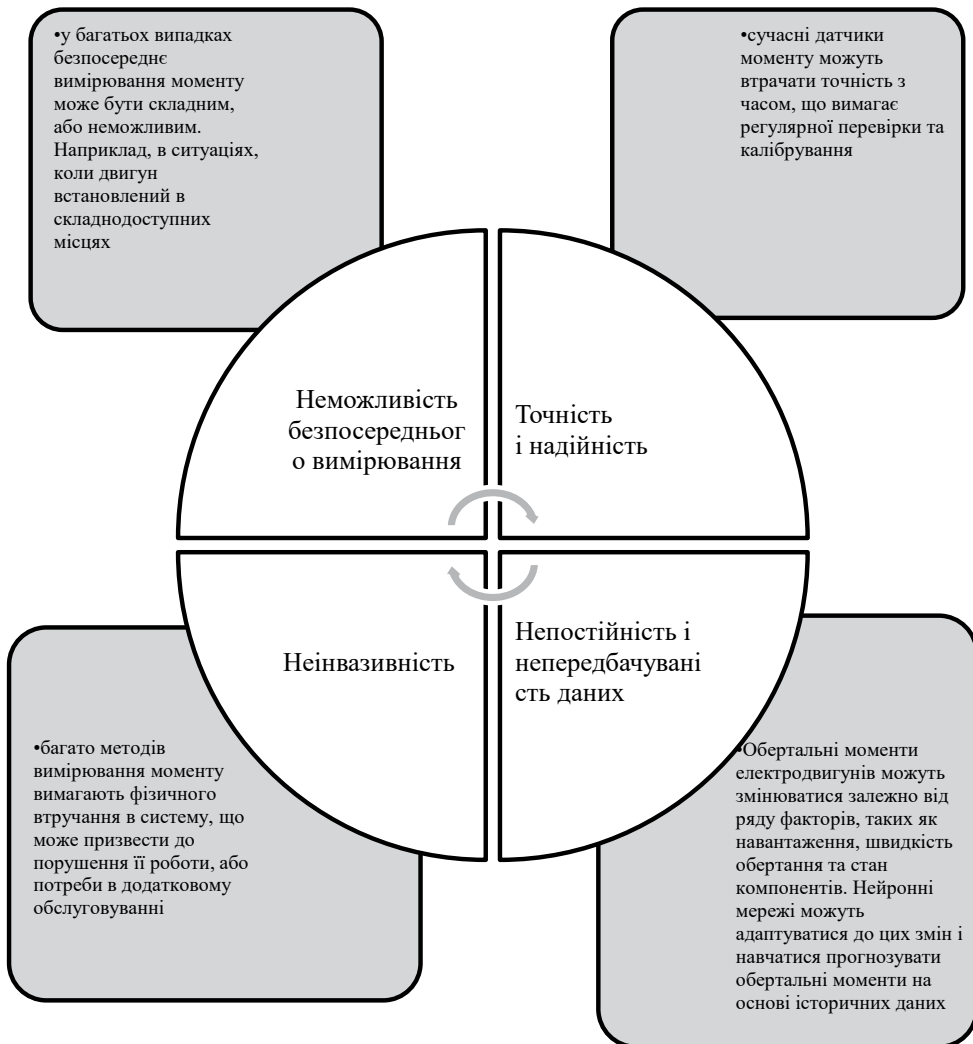 •у багатьох випадках
безпосереднє
вимірювання моменту
може бути складним,
або неможливим.
Наприклад, в ситуаціях,
коли двигун
встановлений в
складнодоступних
місцях
•сучасні датчики
моменту можуть
втрачати точність з
часом, що вимагає
регулярної перевірки та
калібрування
Неможливість
безпосередньог
о вимірювання
Точність
і надійність
Неінвазивність
Непостійність і
непередбачувані
сть даних
•багато методів
вимірювання моменту
вимагають фізичного
втручання в систему, що
може призвести до
порушення її роботи, або
потреби в додатковому
обслуговуванні
•Обертальні моменти
електродвигунів можуть
змінюватися залежно від
ряду факторів, таких як
навантаження, швидкість
обертання та стан
компонентів. Нейронні
мережі можуть
адаптуватися до цих змін і
навчатися прогнозувати
обертальні моменти на
основі історичних даних